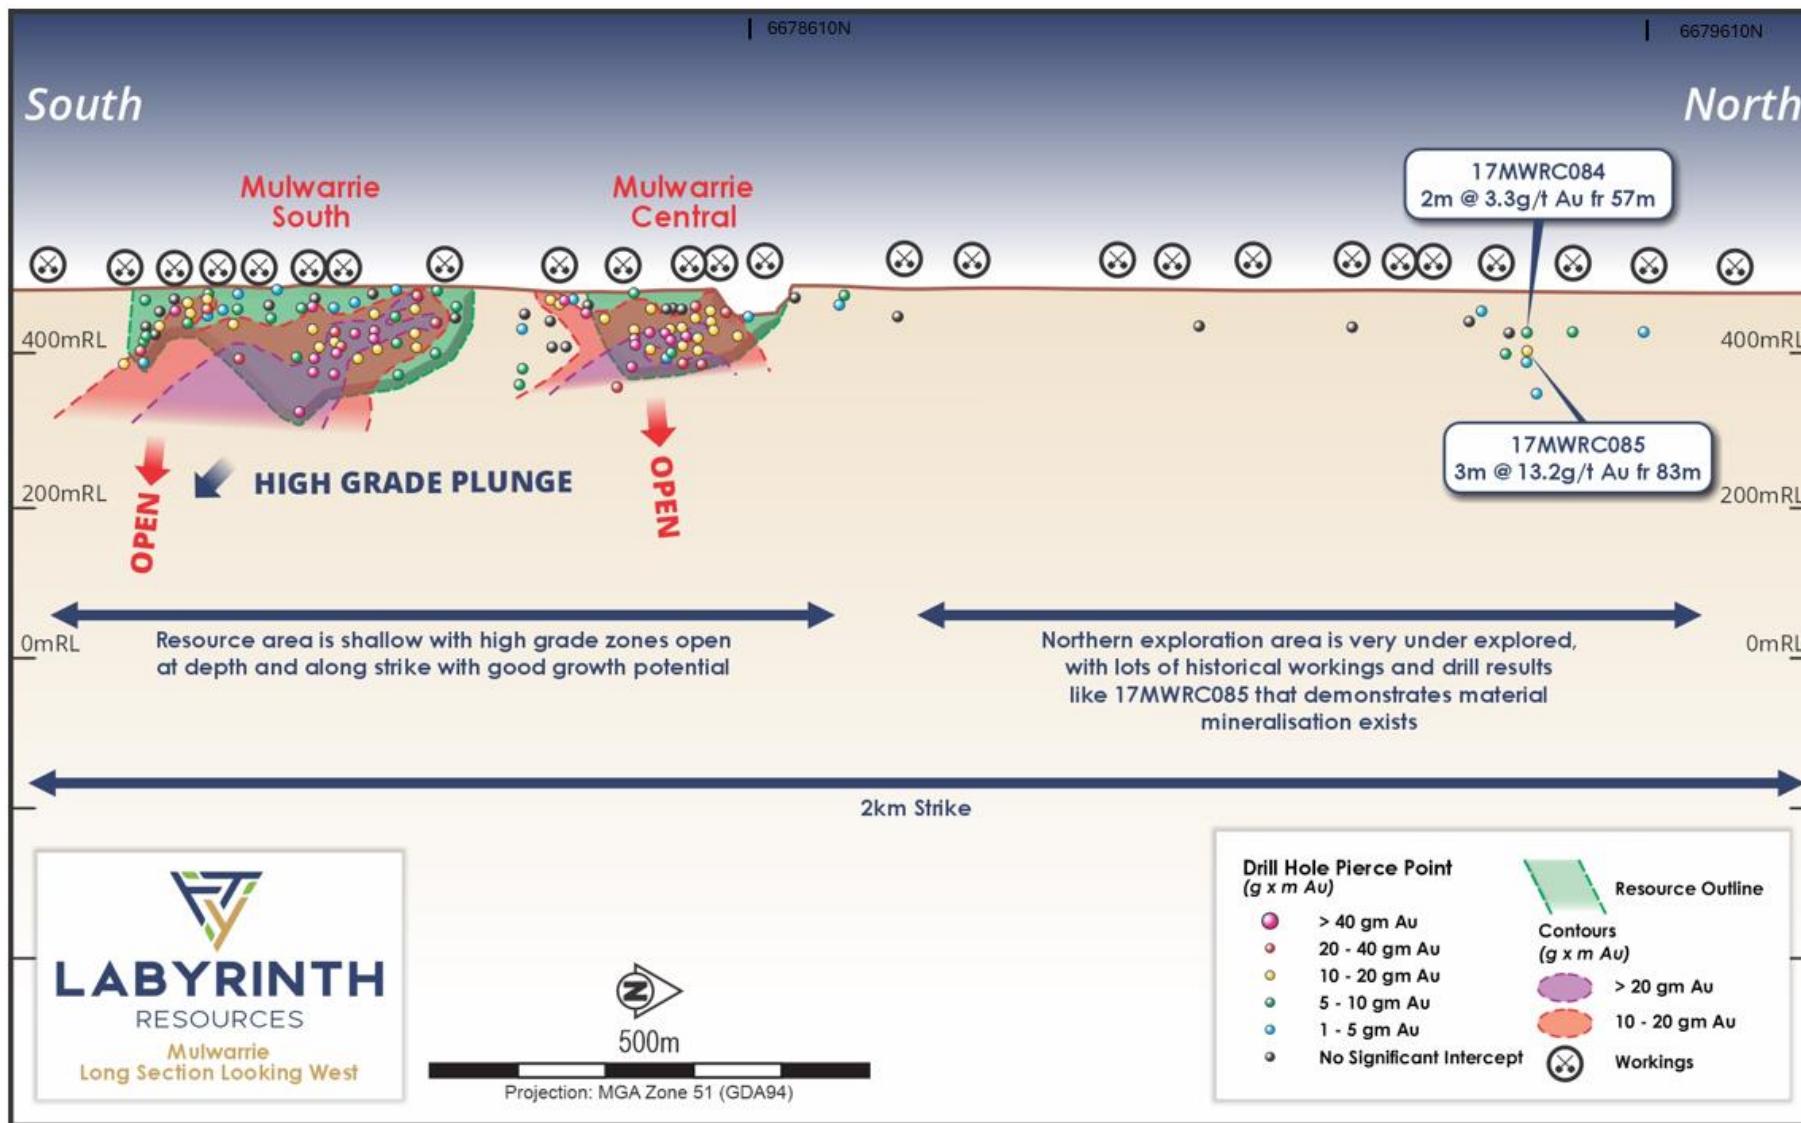 6678610N
6679610N
South
North
Mulwarrie
South
Mulwarrie
Central
17MWRC084
2m @ 3.3g/t Au fr 57m
400mRL
400mRL
17MWRC085
3m @ 13.2g/t Au fr 83m
HIGH GRADE PLUNGE
OPEN
OPEN
200mRL
200mRL
Resource area is shallow with high grade zones open
at depth and along strike with good growth potential
Northern exploration area is very under explored,
with lots of historical workings and drill results
like 17MWRC085 that demonstrates material
mineralisation exists
0mRL
0mRL
2km Strike
LABYRINTH
RESOURCES
Mulwarrie
Long Section Looking West
N
500m
Projection: MGA Zone 51 (GDA94)
Drill Hole Pierce Point
(g x m Au)
> 40 gm Au
20 - 40 gm Au
10 - 20 gm Au
5 - 10 gm Au
1 - 5 gm Au
No Significant Intercept
Resource Outline
Contours
(g x m Au)
> 20 gm Au
10 - 20 gm Au
Workings